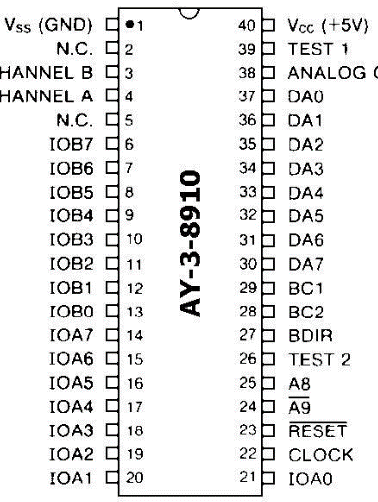 Vss (GND) 1 40 Vcc (+5V)
N.C. 2 39 TEST 1
HANNEL B 3 38 ANALOG C
HANNEL A 4 37 DA0
N.C. 5 36 DA1
IOB7 6 35 DA2
IOB6 7 34 DA3
IOB5 8 33 DA4
IOB4 9 32 DA5
IOB3 10 31 DA6
IOB2 11 30 DA7
IOB1 12 29 BC1
IOB0 13 28 BC2
IOA7 14 27 BDIR
IOA6 15 26 TEST 2
IOA5 16 25 A8
IOA4 17 24 A9
IOA3 18 23 RESET
IOA2 19 22 CLOCK
IOA1 20 21 IOA0
AY-3-8910